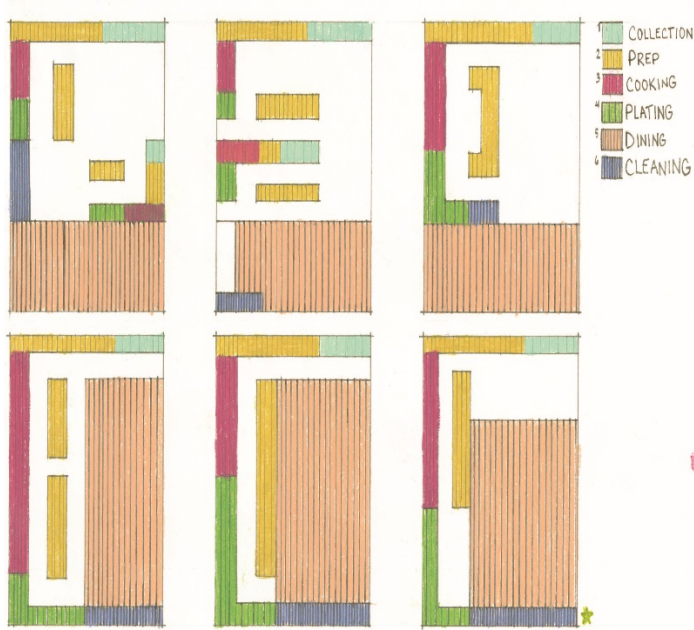 1 COLLECTION
2 PREP
3 COOKING
4 PLATING
5 DINING
6 CLEANING